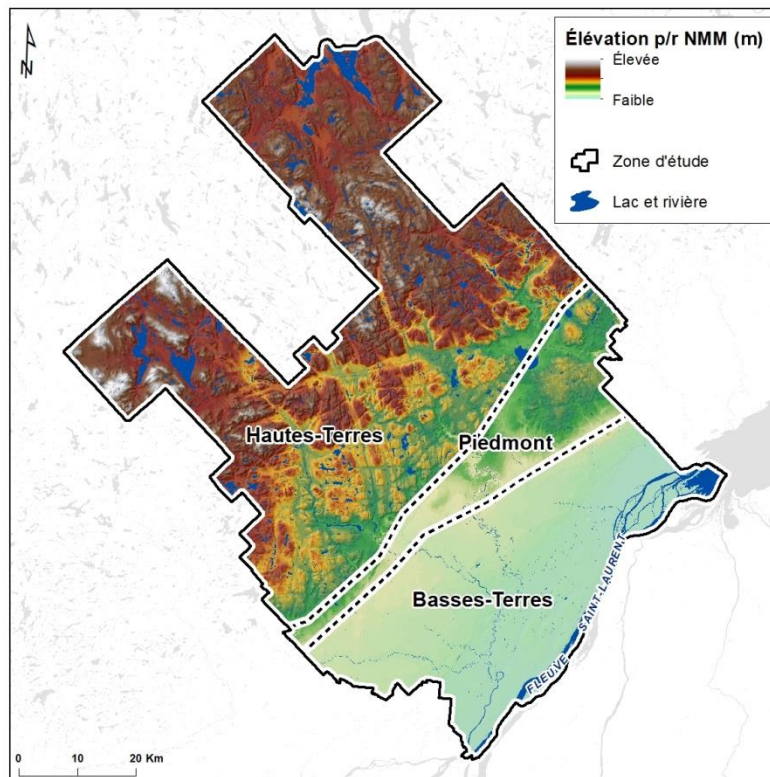 N
Élévation p/r NMM (m)
Élevée
Faible
Zone d'étude
Lac et rivière
Hautes-Terres
Piedmont
Basses-Terres
FLEUVE SAINT-LAURENT
0 10 20 Km